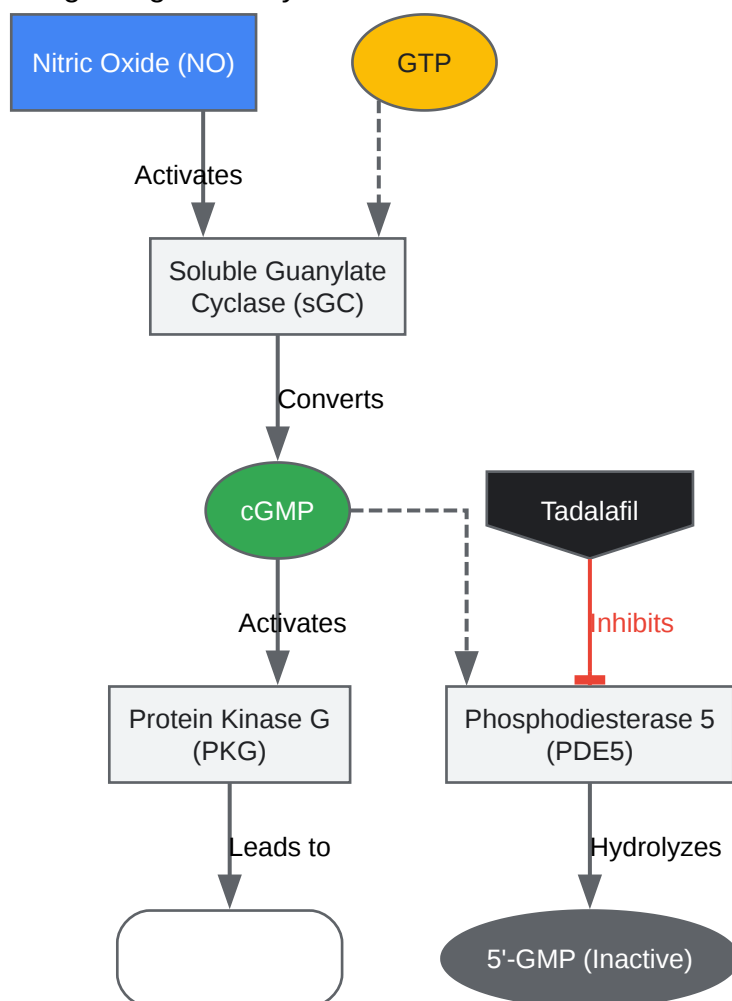 Nitric Oxide (NO)
GTP
Activates
Soluble Guanylate
Cyclase (sGC)
Converts
cGMP
Tadalafil
Activates
Inhibits
Protein Kinase G
(PKG)
Phosphodiesterase 5
(PDE5)
Leads to
Hydrolyzes
5'-GMP (Inactive)